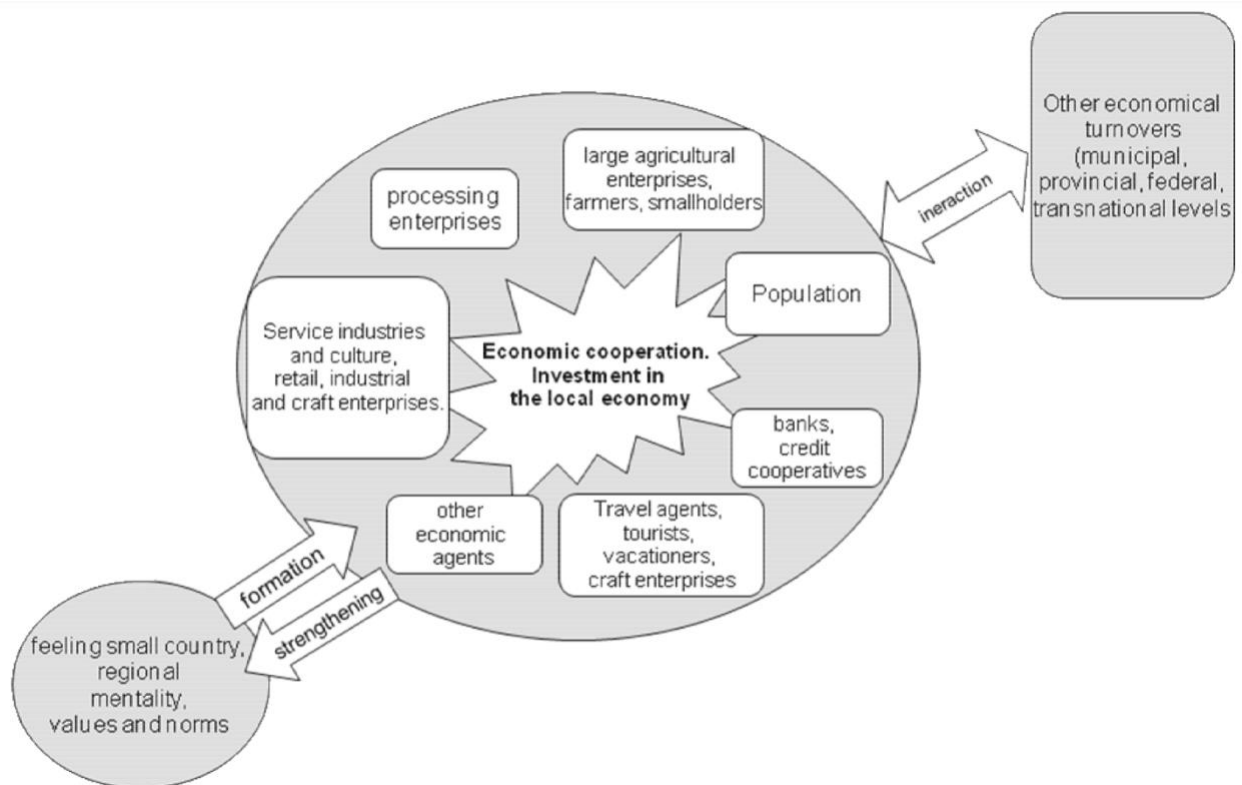 Other economical
turnovers
(municipal,
provincial, federal,
transnational levels
ineraction
large agricultural
enterprises,
farmers, smallholders
processing
enterprises
Population
Service industries
and culture,
retail, industrial
and craft enterprises.
Economic cooperation.
Investment in
the local economy
banks,
credit
cooperatives
other
economic
agents
Travel agents,
tourists,
vacationers,
craft enterprises
formation
strengthening
feeling small country,
regional
mentality,
values and norms